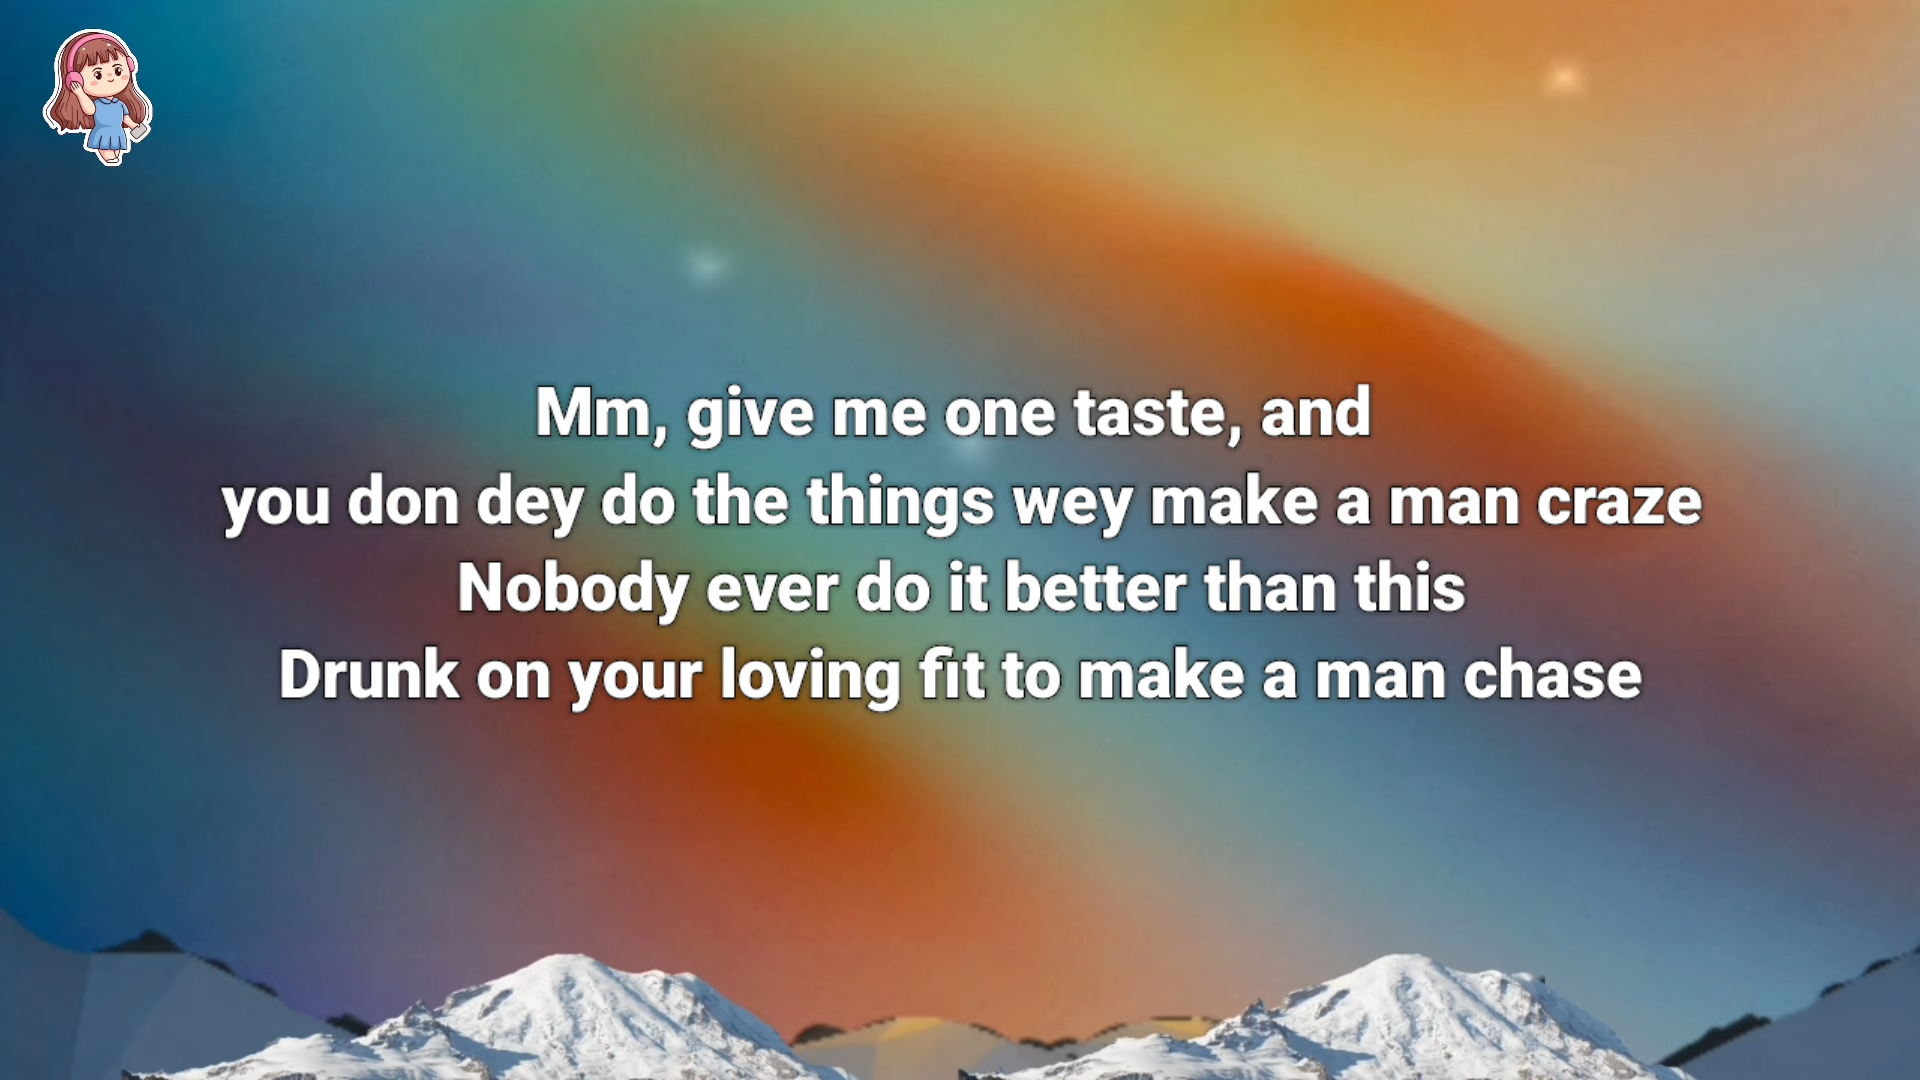 Mm, give me one taste, and
you don dey do the things wey make a man craze
Nobody ever do it better than this
Drunk on your loving fit to make a man chase